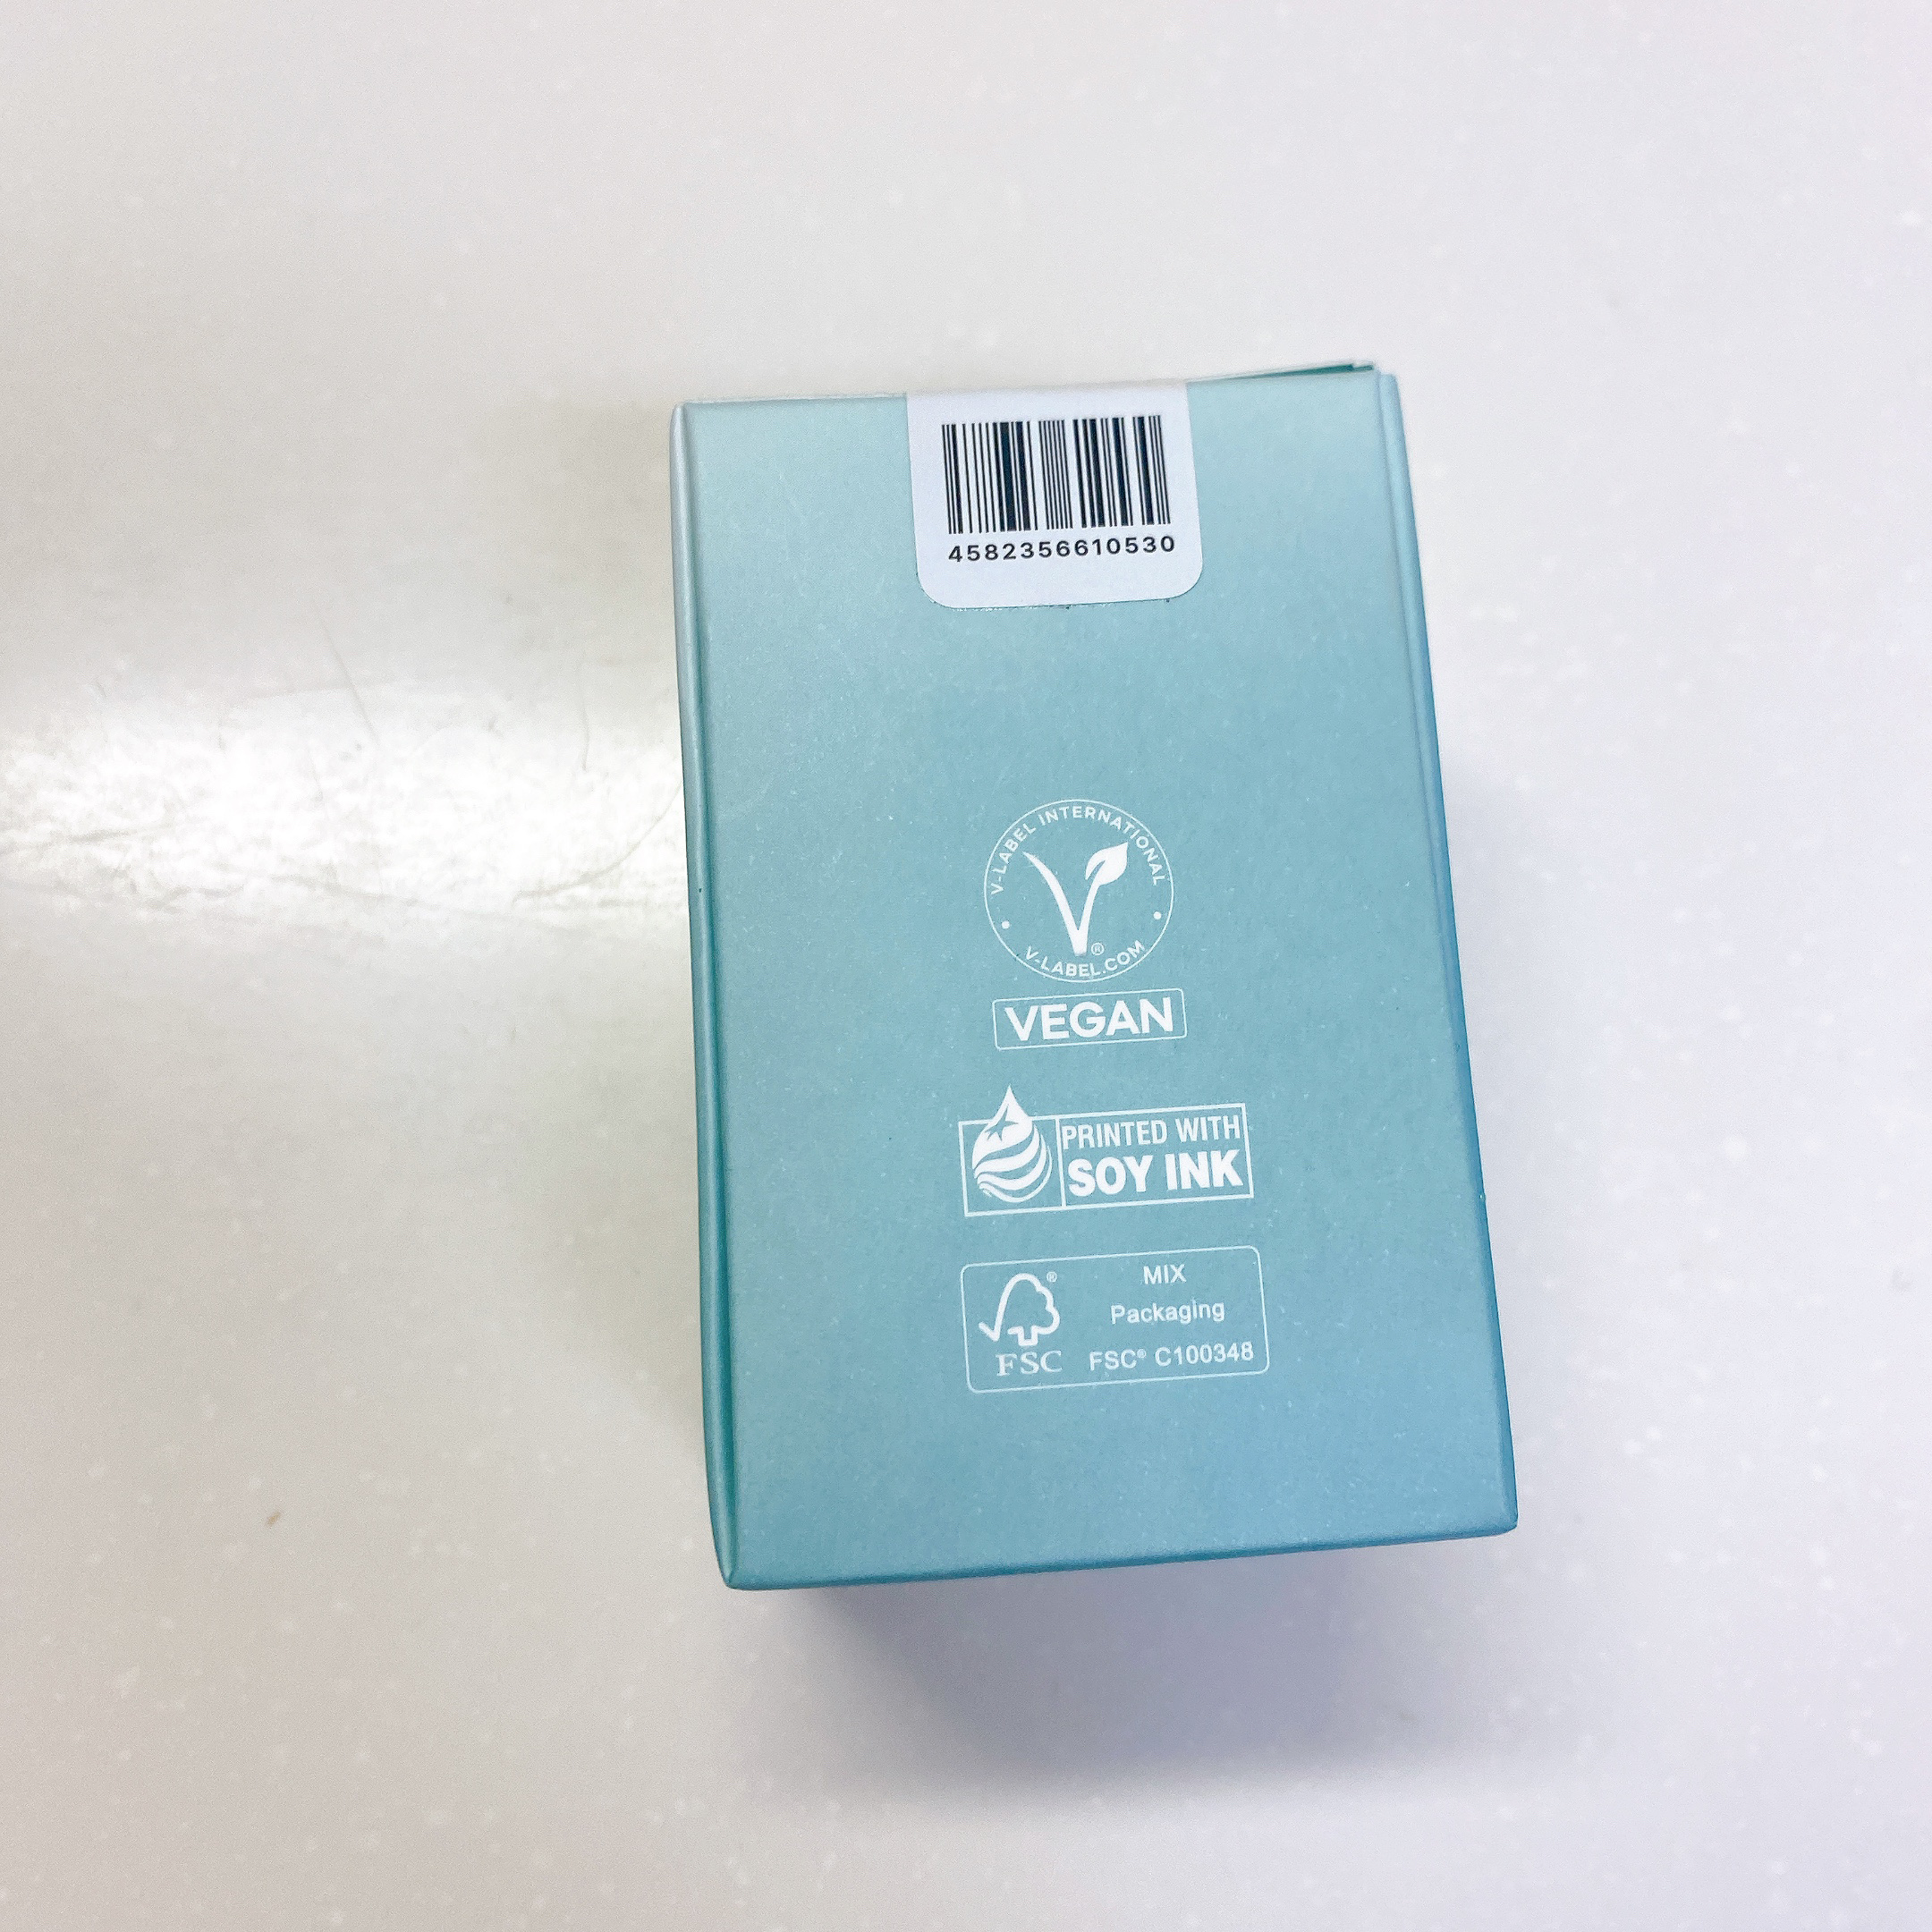 4582356610530
V-LABEL INTERNATIONAL
V®
V-LABEL.COM
VEGAN
PRINTED WITH
SOY INK
®
FSC
MIX
Packaging
FSC® C100348